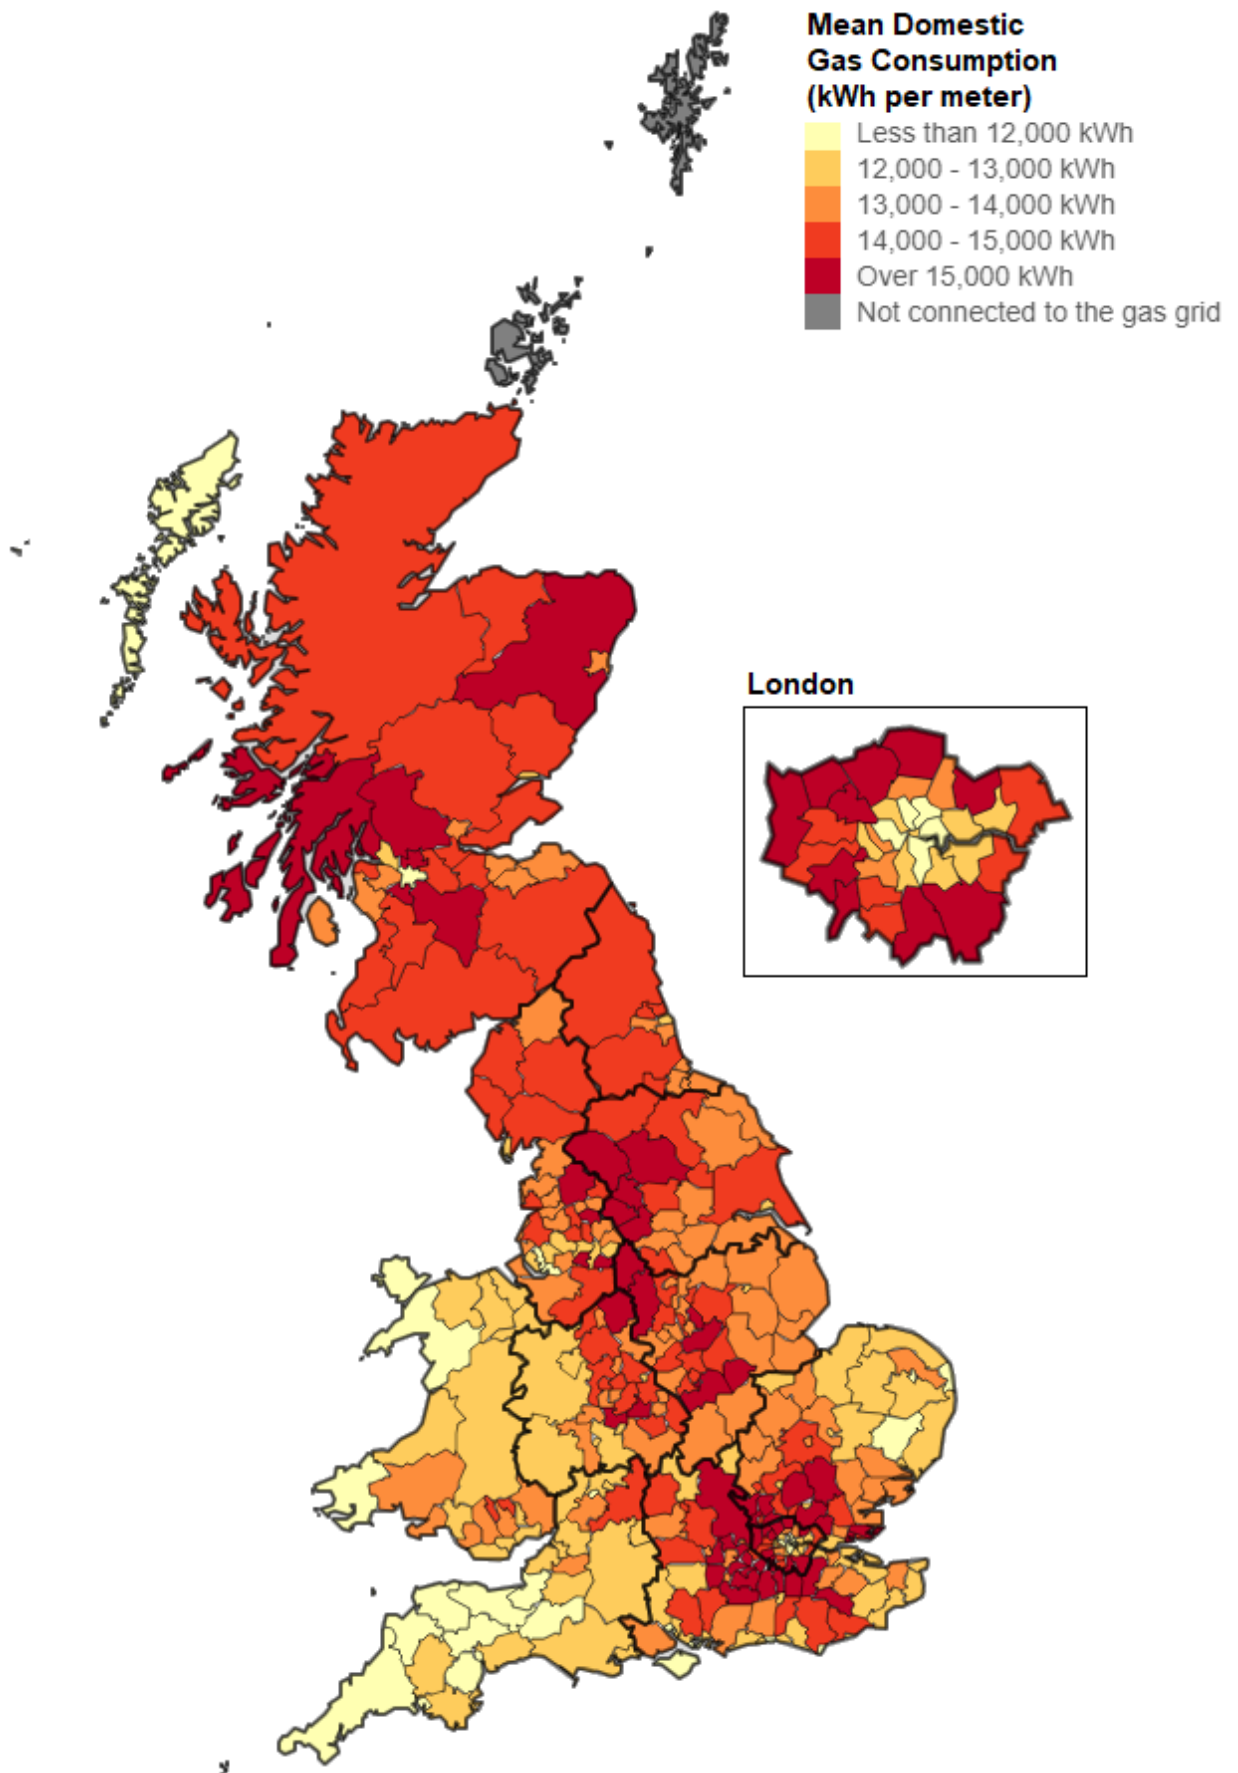 Mean Domestic
Gas Consumption
(kWh per meter)
Less than 12,000 kWh
12,000 - 13,000 kWh
13,000 - 14,000 kWh
14,000 - 15,000 kWh
Over 15,000 kWh
Not connected to the gas grid
London